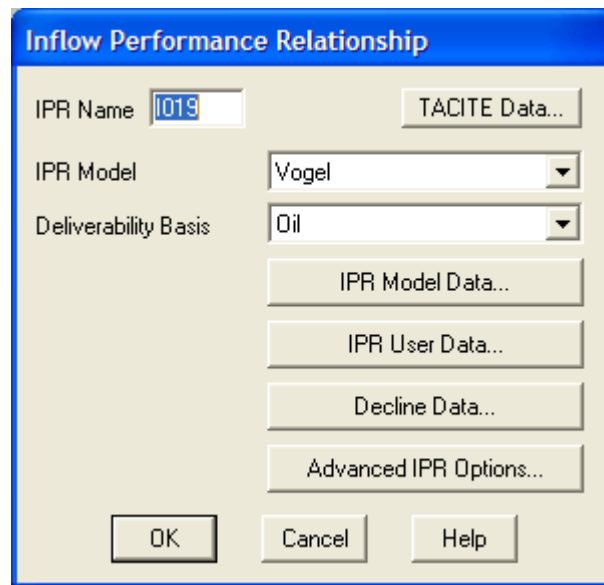 Inflow Performance Relationship
IPR Name I019 TACITE Data...
IPR Model Vogel
Deliverability Basis Oil
IPR Model Data...
IPR User Data...
Decline Data...
Advanced IPR Options...
OK Cancel Help